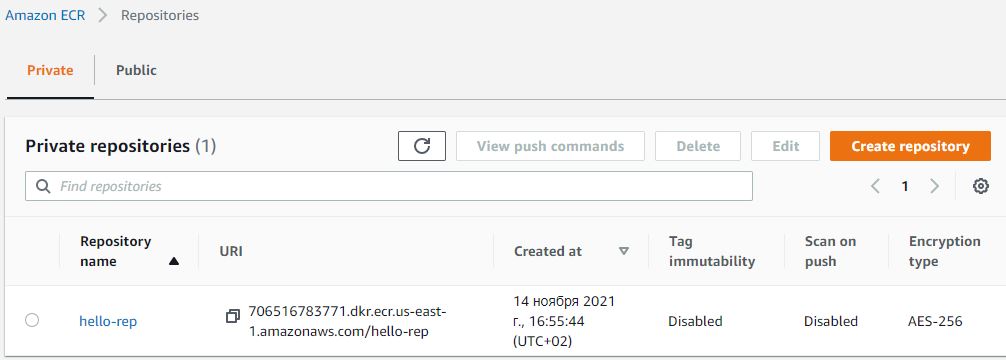 Amazon ECR > Repositories
Private Public
Private repositories (1) View push commands Delete Edit Create repository
Find repositories 1
Repository name URI Created at Tag immutability Scan on push Encryption type
hello-rep
706516783771.dkr.ecr.us-east-
1.amazonaws.com/hello-rep
14 ноября 2021
г., 16:55:44
(UTC+02)
Disabled Disabled AES-256